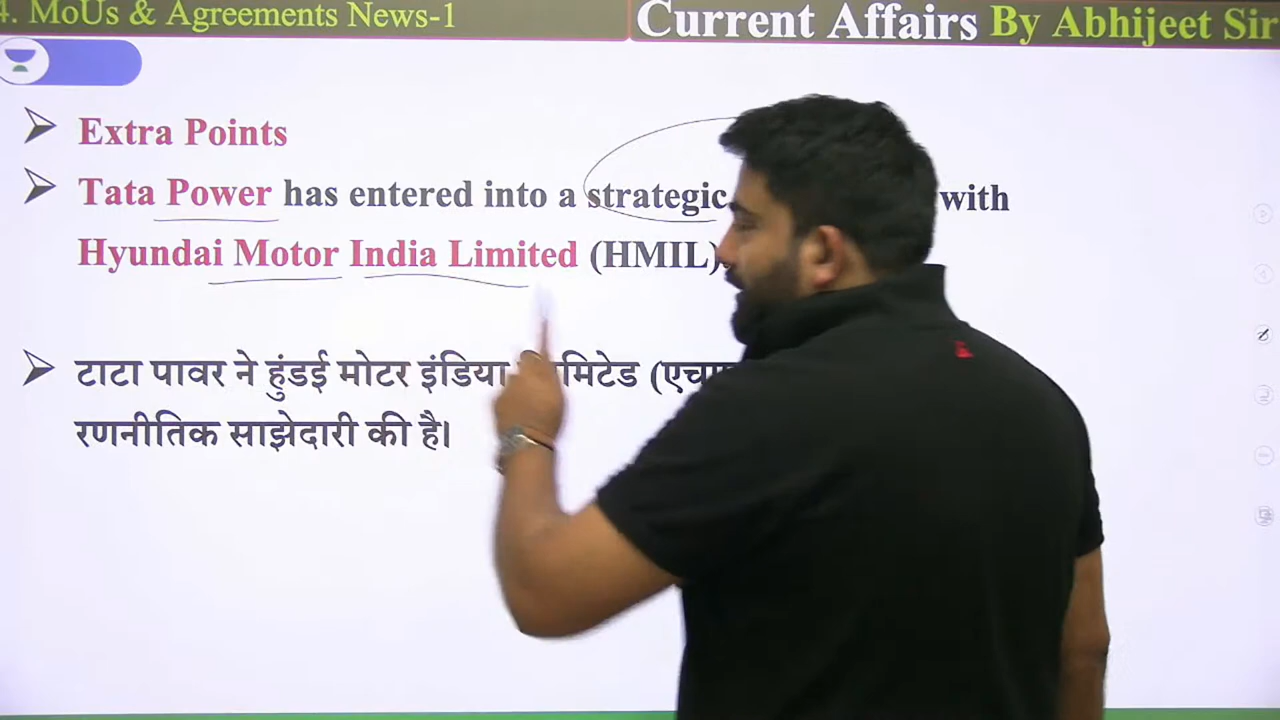 4. MoUs & Agreements News-1
Current Affairs By Abhijeet Sir
Extra Points
Tata Power has entered into a strategic with
Hyundai Motor India Limited (HMIL)
टाटा पावर ने हुंडई मोटर इंडिया
रणनीतिक साझेदारी की है।